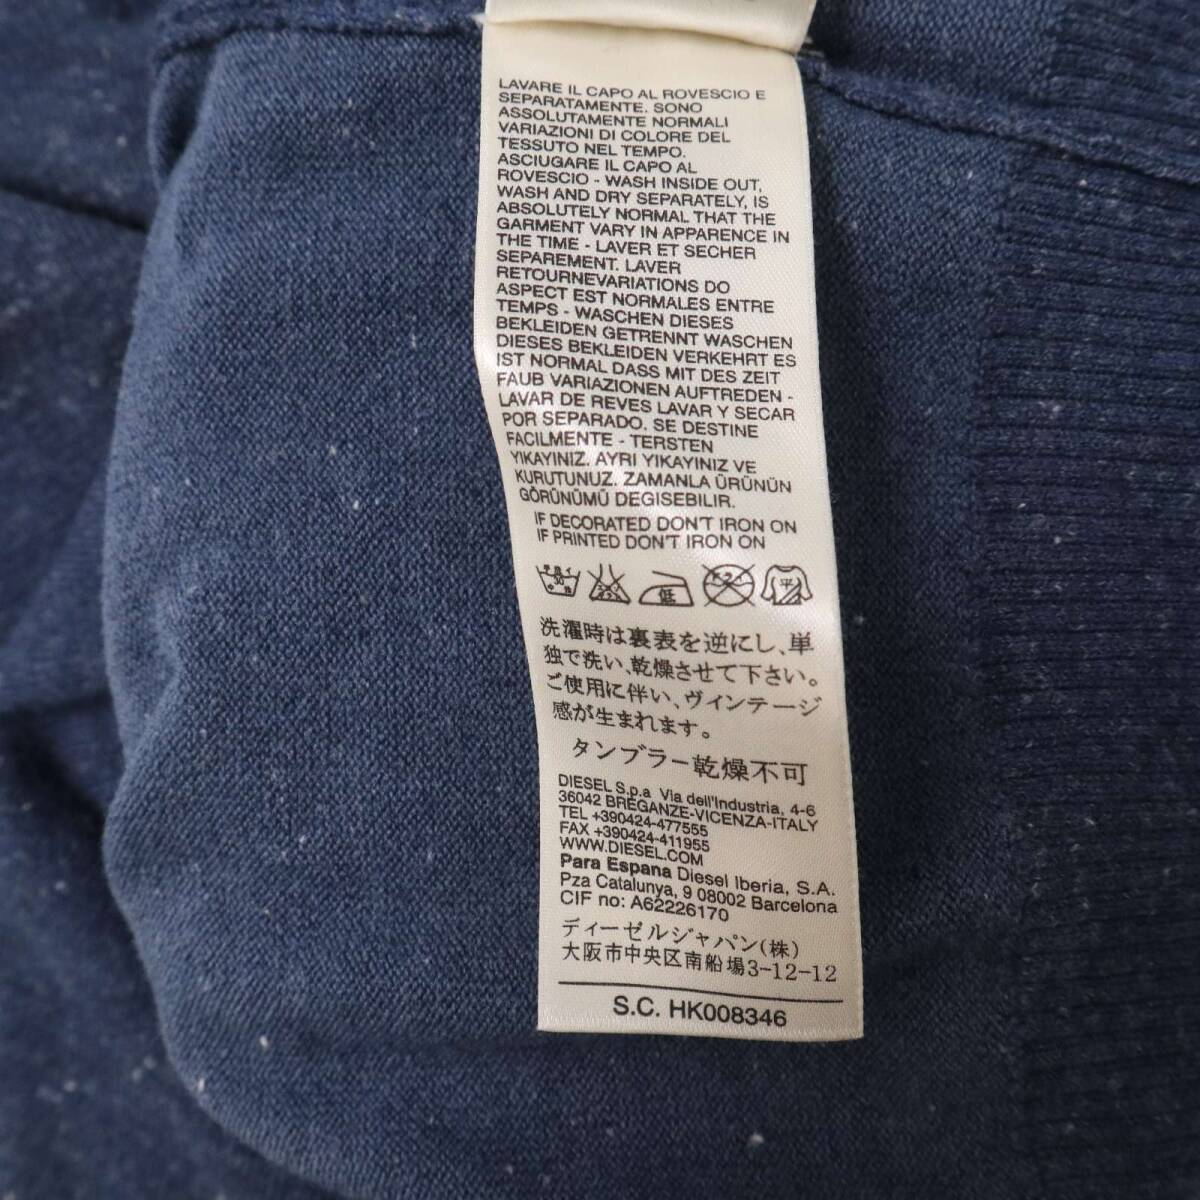 LAVARE IL CAPO AL ROVESCIO E
SEPARATAMENTE. SONO
ASSOLUTAMENTE NORMALI
VARIAZIONI DI COLORE DEL
TESSUTO NEL TEMPO.
ASCIUGARE IL CAPO AL
ROVESCIO - WASH INSIDE OUT,
WASH AND DRY SEPARATELY, IS
ABSOLUTELY NORMAL THAT THE
GARMENT VARY IN APPARENCE IN
THE TIME - LAVER ET SECHER
SEPAREMENT. LAVER
RETOURNEVARIATIONS DO
ASPECT EST NORMALES ENTRE
TEMPS - WASCHEN DIESES
BEKLEIDEN GETRENNT WASCHEN
DIESES BEKLEIDEN VERKEHRT ES
IST NORMAL DASS MIT DES ZEIT
FAUB VARIAZIONEN AUFTREDEN -
LAVAR DE REVES LAVAR Y SECAR
POR SEPARADO. SE DESTINE
FACILMENTE - TERSTEN
YIKAYINIZ. AYRI YIKAYINIZ VE
KURUTUNUZ. ZAMANLA ÜRÜNÜN
GÖRÜNÜMÜ DEGISEBILIR.
IF DECORATED DON'T IRON ON
IF PRINTED DON'T IRON ON
低 平
洗濯時は裏表を逆にし、単
独で洗い、乾燥させて下さい。
ご使用に伴い、ヴィンテージ
感が生まれます。
タンブラー乾燥不可
DIESEL S.p.a Via dell'Industria, 4-6
36042 BREGANZE-VICENZA-ITALY
TEL +390424-477555
FAX +390424-411955
WWW.DIESEL.COM
Para Espana Diesel Iberia, S.A.
Pza Catalunya, 9 08002 Barcelona
CIF no: A62226170
ディーゼルジャパン(株)
大阪市中央区南船場3-12-12
S.C. HK008346